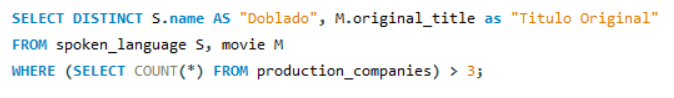 SELECT DISTINCT S.name AS "Doblado", M.original_title as "Titulo Original"
FROM spoken_language S, movie M
WHERE (SELECT COUNT(*) FROM production_companies) > 3;